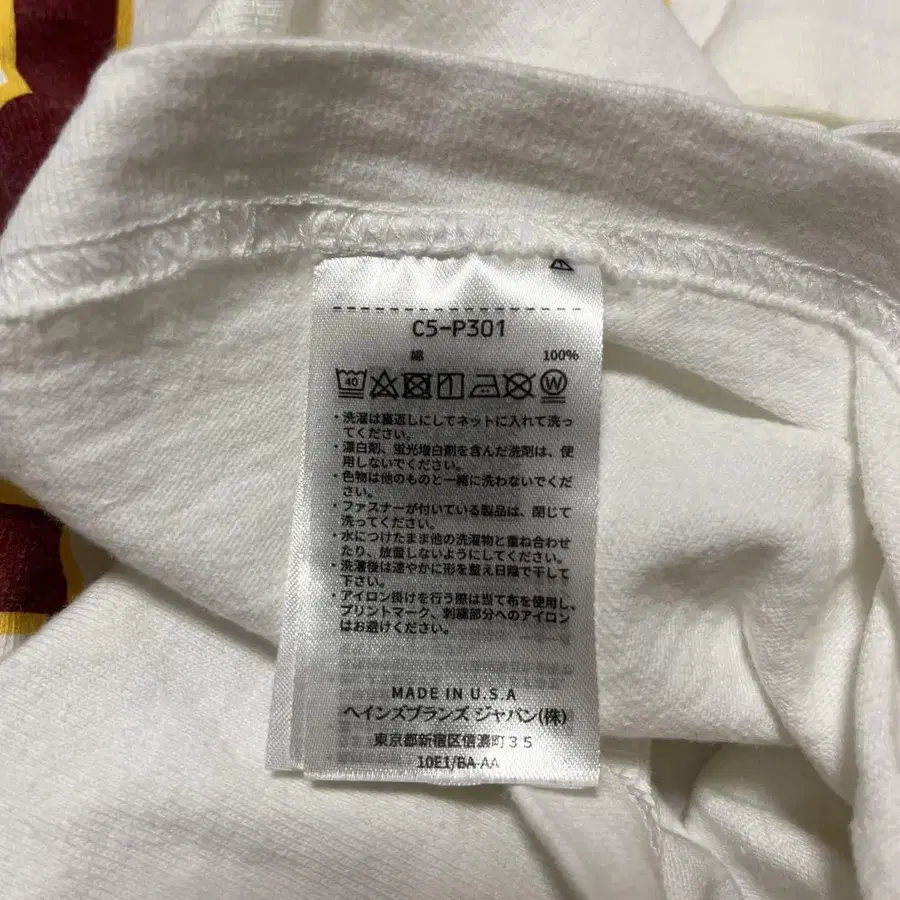 C5-P301
綿 100%
40 W
・洗濯は裏返しにしてネットに入れて洗っ
てください。
・漂白剤、蛍光増白剤を含んだ洗剤は、使
用しないでください。
・色物は他のものと一緒に洗わないでくだ
さい。
・ファスナーが付いている製品は、閉じて
洗ってください。
・水につけたまま他の洗濯物と重ね合わせ
たり、放置しないようにしてください。
・洗濯後は速やかに形を整え日陰で干して
下さい。
・アイロン掛けを行う際は当て布を使用し、
プリントマーク、刺繍部分へのアイロン
はお避けください。
MADE IN U.S.A
ヘインズブランズ ジャパン(株)
東京都新宿区信濃町35
10E1/BA-AA